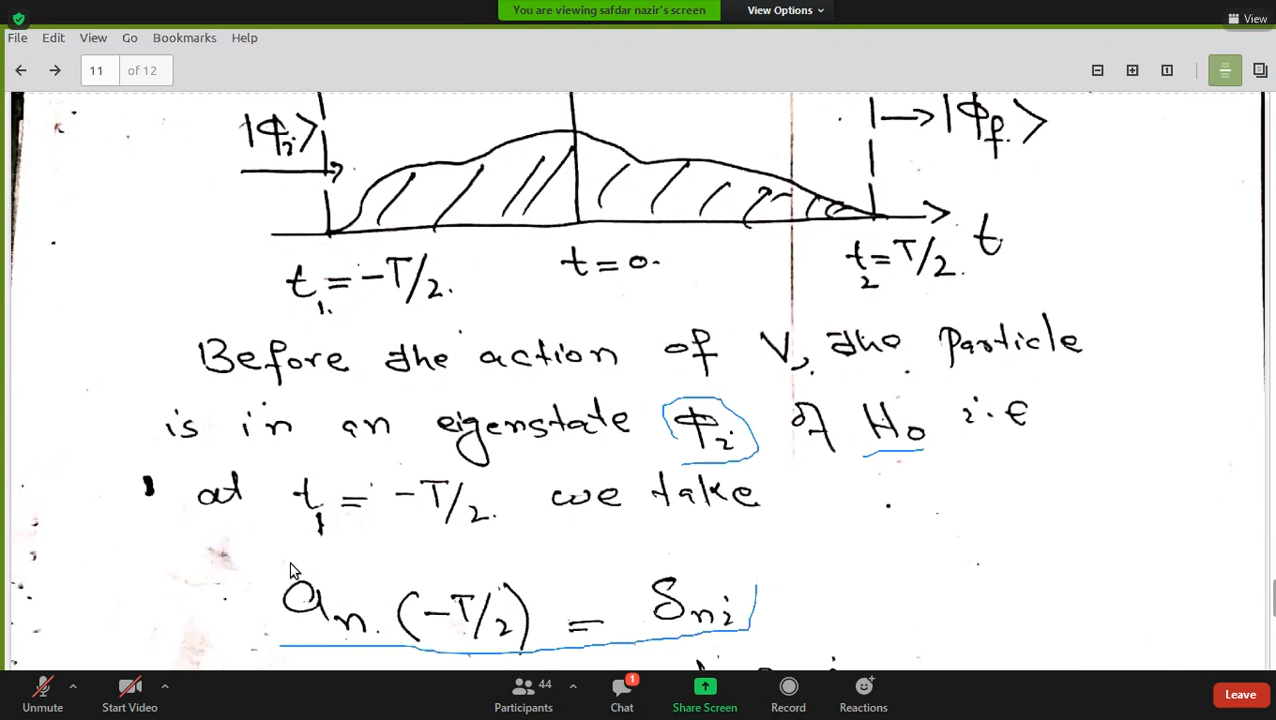 You are viewing safdar nazir's screen
View Options
View
File Edit View Go Bookmarks Help
11 of 12
|ϕi> |ϕf>
t
t1 = -T/2. t = 0. t2 = T/2.
Before the action of V, the Particle
is in an eigenstate ϕi of H0 i.e
at t1 = -T/2. we take
an (-T/2) = δni
Unmute Start Video 44 Participants 1 Chat Share Screen Record Reactions Leave